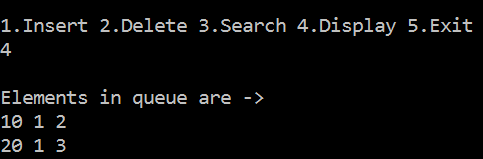 1.Insert 2.Delete 3.Search 4.Display 5.Exit
4
Elements in queue are ->
10 1 2
20 1 3